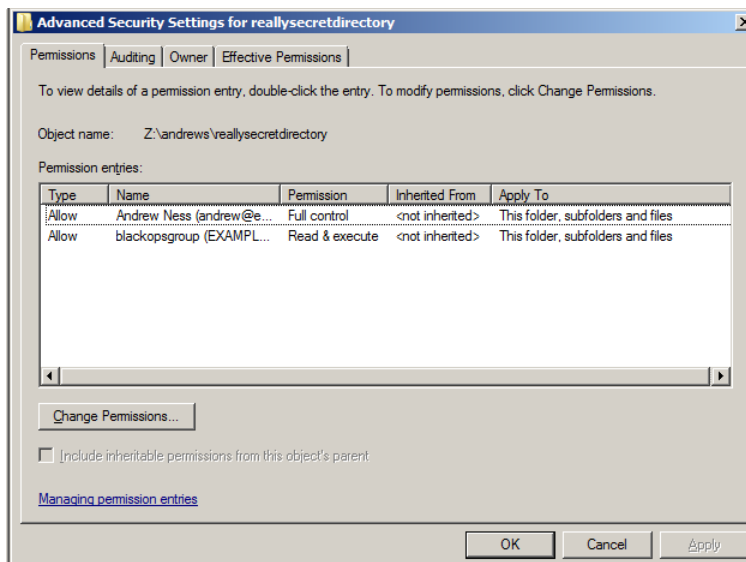 Advanced Security Settings for reallysecretdirectory
Permissions Auditing Owner Effective Permissions
To view details of a permission entry, double-click the entry. To modify permissions, click Change Permissions.
Object name: Z:\andrews\reallysecretdirectory
Permission entries:
Type Name Permission Inherited From Apply To
Allow Andrew Ness (andrew@e... Full control <not inherited> This folder, subfolders and files
Allow blackopsgroup (EXAMPL... Read & execute <not inherited> This folder, subfolders and files
Change Permissions...
Include inheritable permissions from this object's parent
Managing permission entries
OK Cancel Apply